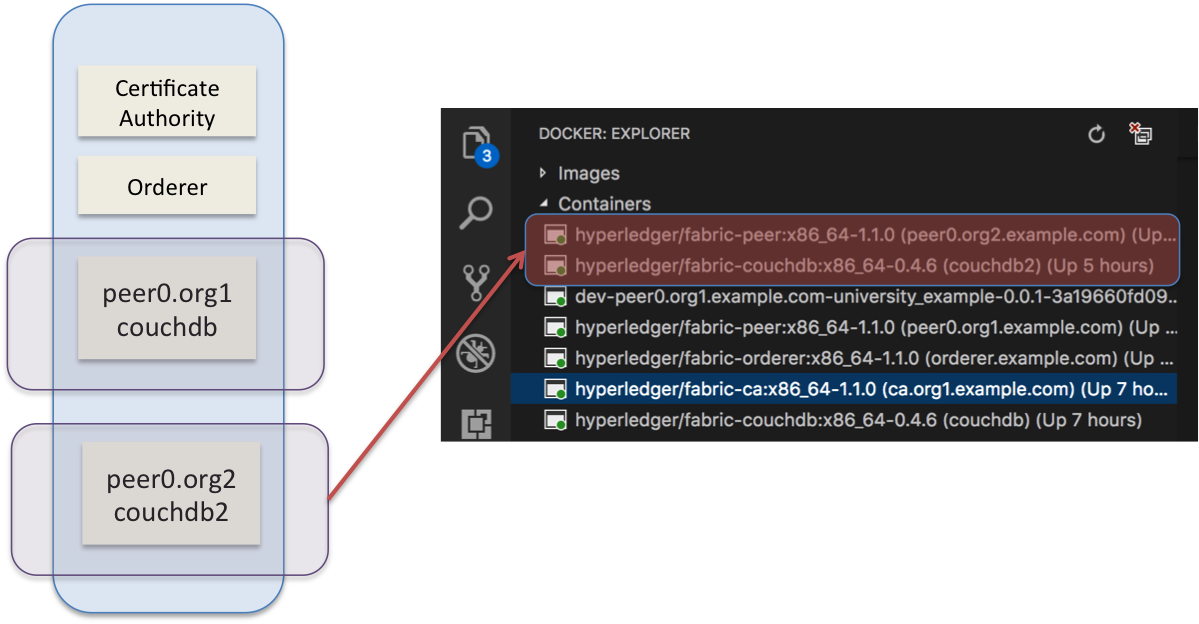 Certificate
Authority
Orderer
peer0.org1
couchdb
peer0.org2
couchdb2
3
DOCKER: EXPLORER
Images
Containers
hyperledger/fabric-peer:x86_64-1.1.0 (peer0.org2.example.com) (Up...
hyperledger/fabric-couchdb:x86_64-0.4.6 (couchdb2) (Up 5 hours)
dev-peer0.org1.example.com-university_example-0.0.1-3a19660fd09..
hyperledger/fabric-peer:x86_64-1.1.0 (peer0.org1.example.com) (Up ...
hyperledger/fabric-orderer:x86_64-1.1.0 (orderer.example.com) (Up ...
hyperledger/fabric-ca:x86_64-1.1.0 (ca.org1.example.com) (Up 7 ho...
hyperledger/fabric-couchdb:x86_64-0.4.6 (couchdb) (Up 7 hours)